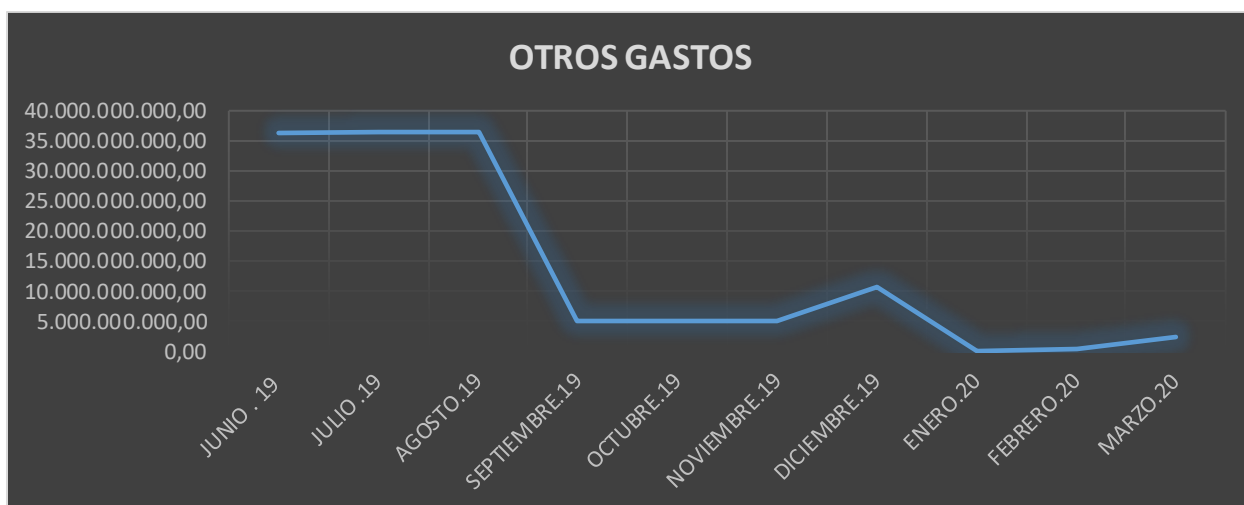 OTROS GASTOS
40.000.000.000,00
35.000.000.000,00
30.000.000.000,00
25.000.000.000,00
20.000.000.000,00
15.000.000.000,00
10.000.000.000,00
5.000.000.000,00
0,00
JUNIO . 19
JULIO .19
AGOSTO.19
SEPTIEMBRE.19
OCTUBRE.19
NOVIEMBRE.19
DICIEMBRE.19
ENERO.20
FEBRERO.20
MARZO.20